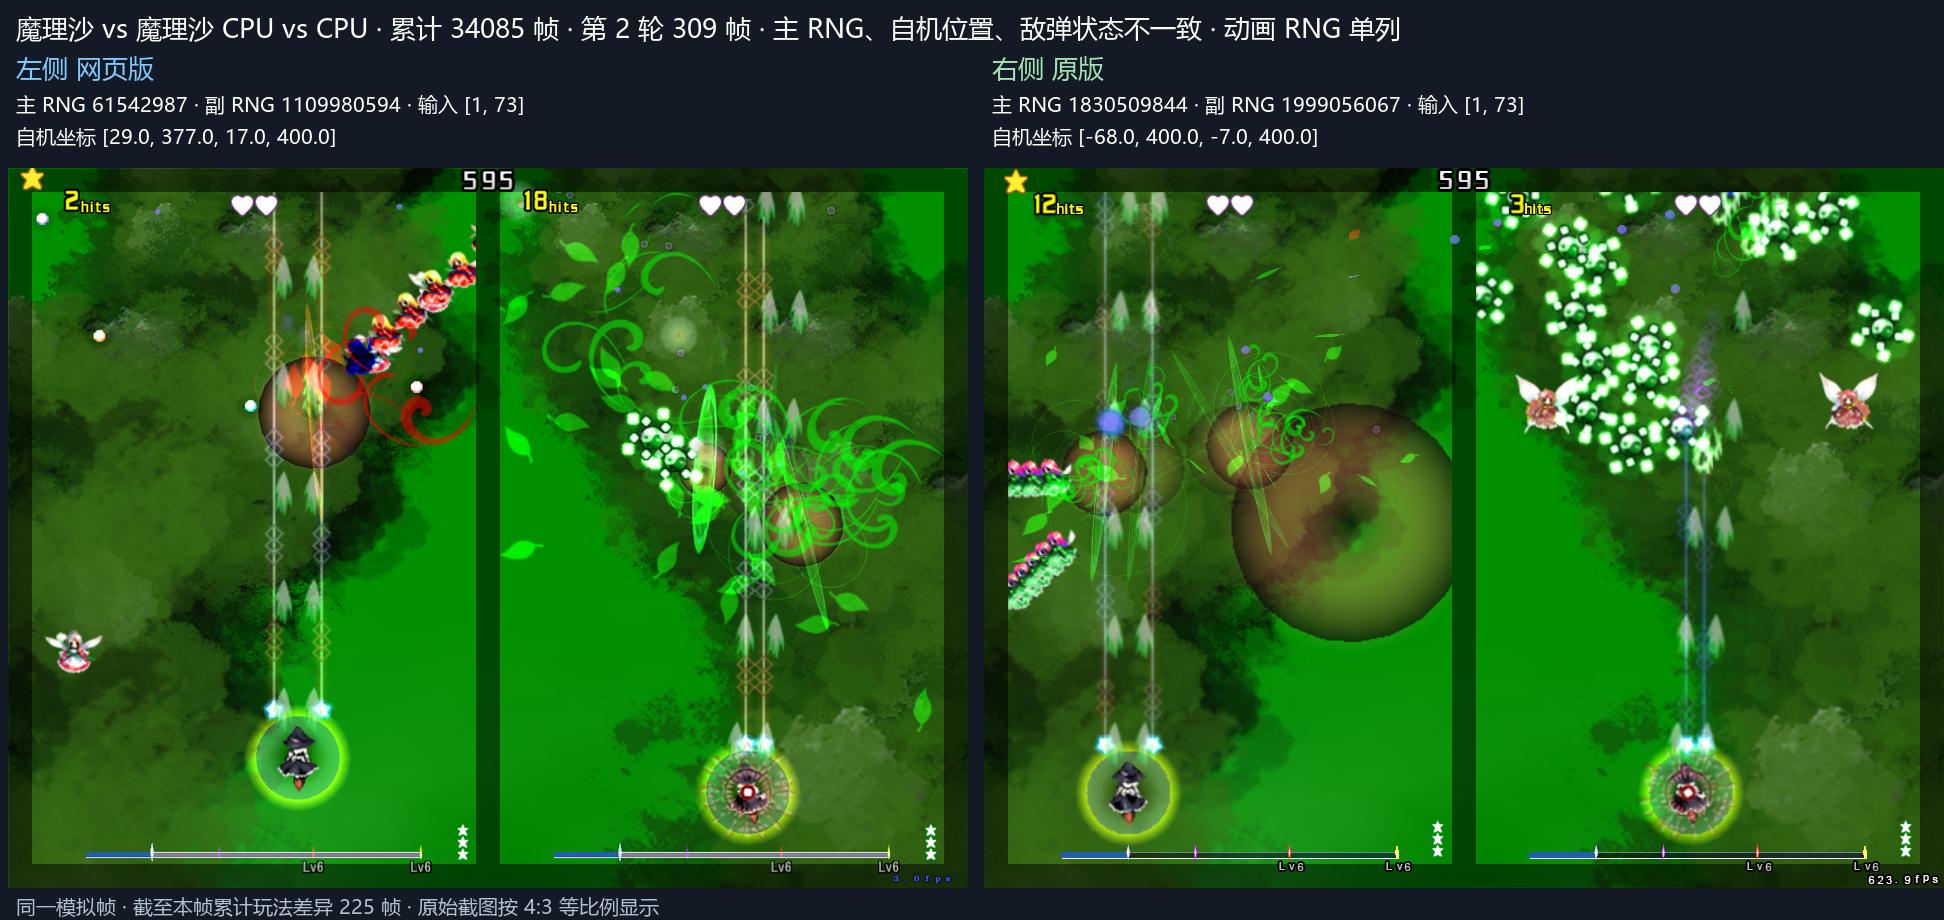 魔理沙 vs 魔理沙 CPU vs CPU · 累计 34085 帧 · 第 2 轮 309 帧 · 主 RNG、自机位置、敌弹状态不一致 · 动画 RNG 单列
左侧 网页版
主 RNG 61542987 · 副 RNG 1109980594 · 输入 [1, 73]
自机坐标 [29.0, 377.0, 17.0, 400.0]
右侧 原版
主 RNG 1830509844 · 副 RNG 1999056067 · 输入 [1, 73]
自机坐标 [-68.0, 400.0, -7.0, 400.0]
595
2hits
18hits
Lv6
Lv6
Lv6
Lv6
3.0fps
595
12hits
3hits
Lv6
Lv6
Lv6
Lv6
623.9fps
同一模拟帧 · 截至本帧累计玩法差异 225 帧 · 原始截图按 4:3 等比例显示